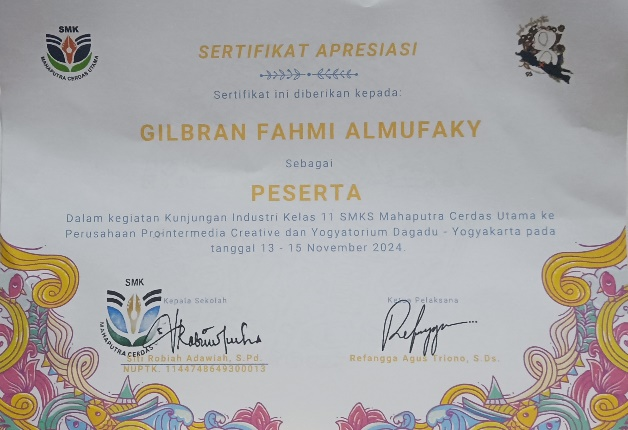 SMK
MAHAPUTRA CERDAS UTAMA
SERTIFIKAT APRESIASI
Sertifikat ini diberikan kepada:
GILBRAN FAHMI ALMUFAKY
Sebagai
PESERTA
Dalam kegiatan Kunjungan Industri Kelas 11 SMKS Mahaputra Cerdas Utama ke
Perusahaan Prointermedia Creative dan Yogyatorium Dagadu - Yogyakarta pada
tanggal 13 - 15 November 2024.
SMK
MAHAPUTRA CERDAS
Kepala Sekolah
Pelaksana
Siti Robiah Adawiah, S.Pd.
NUPTK. 1144748649300013
Refangga Agus Triono, S Ds.